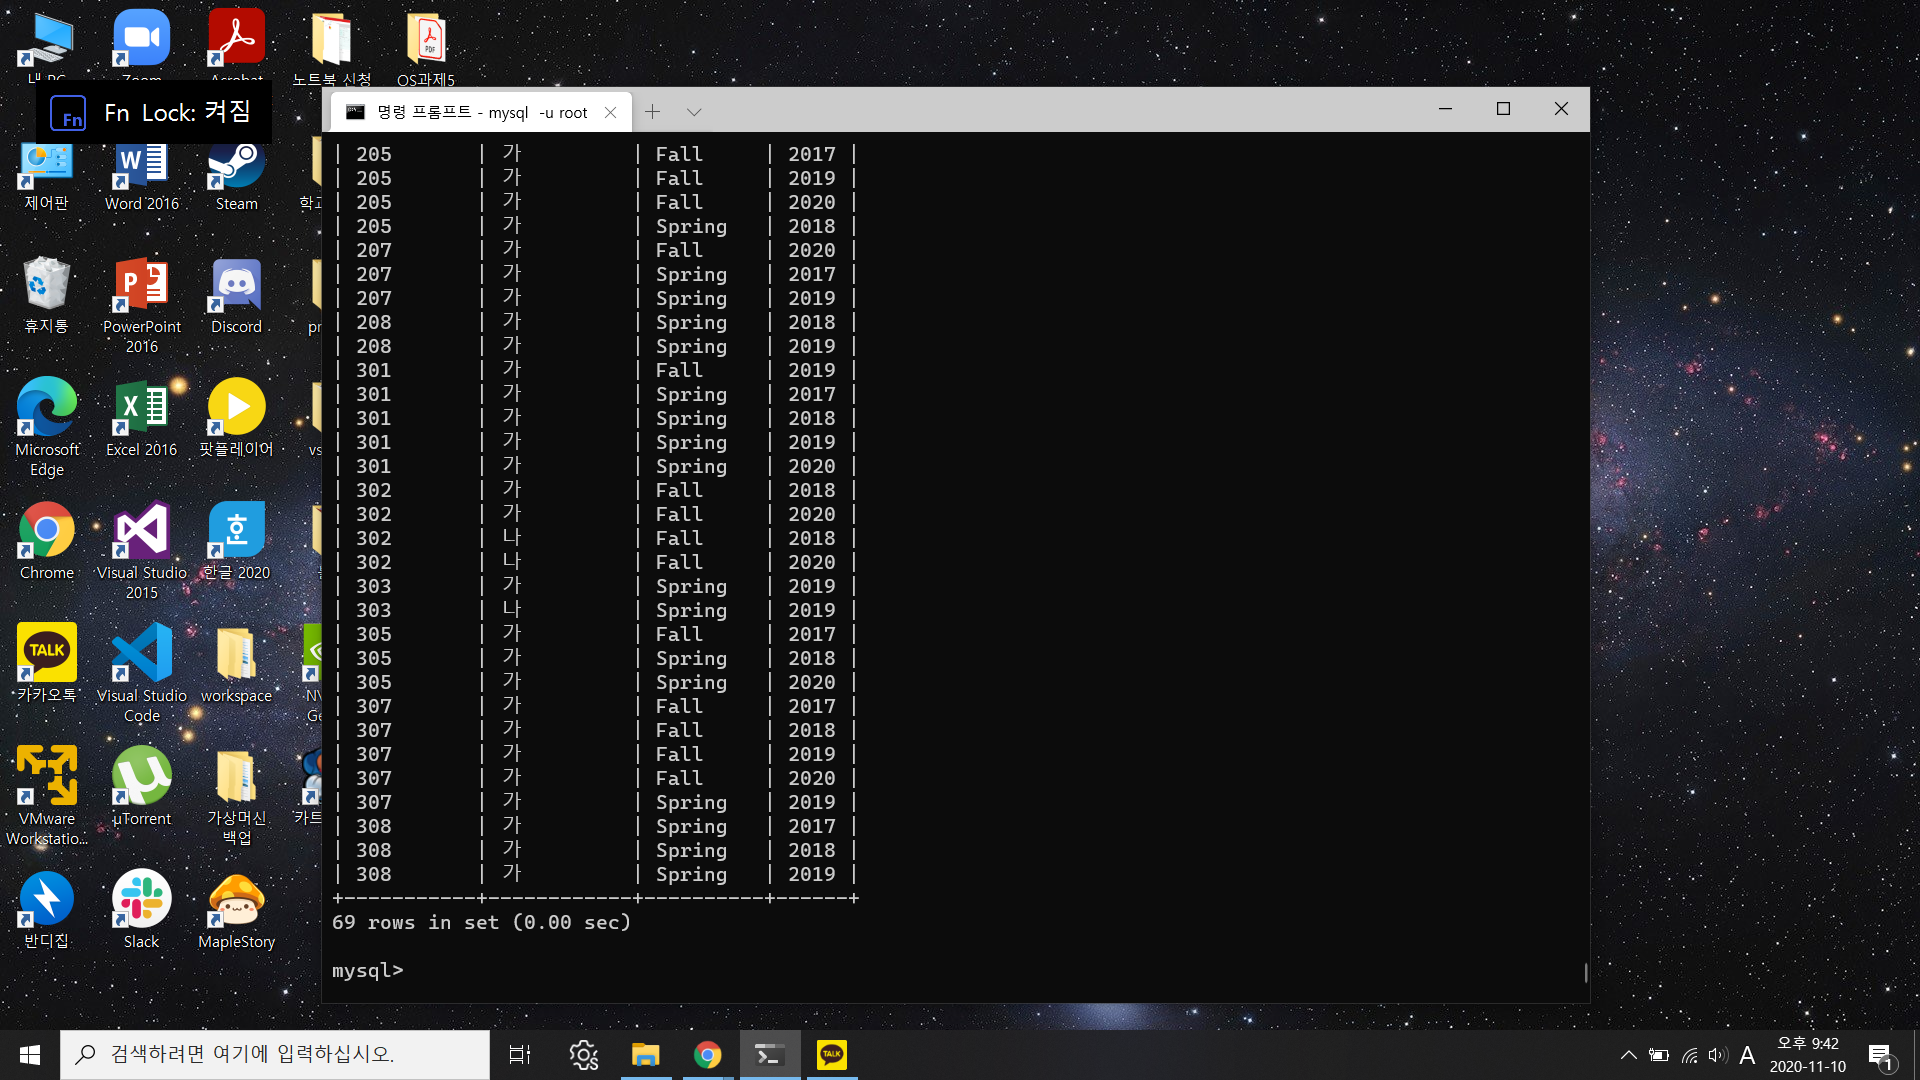 내 PC
Zoom
Acrobat
노트북 신청
OS과제5
Fn Fn Lock: 켜짐
명령 프롬프트 - mysql -u root
제어판
Word 2016
Steam
휴지통
PowerPoint 2016
Discord
Microsoft Edge
Excel 2016
팟플레이어
Chrome
Visual Studio 2015
한글 2020
TALK
카카오톡
Visual Studio Code
workspace
VMware Workstatio...
µTorrent
가상머신 백업
카트
반디집
Slack
MapleStory
| 205 | 가 | Fall | 2017 |
| 205 | 가 | Fall | 2019 |
| 205 | 가 | Fall | 2020 |
| 205 | 가 | Spring | 2018 |
| 207 | 가 | Fall | 2020 |
| 207 | 가 | Spring | 2017 |
| 207 | 가 | Spring | 2019 |
| 208 | 가 | Spring | 2018 |
| 208 | 가 | Spring | 2019 |
| 301 | 가 | Fall | 2019 |
| 301 | 가 | Spring | 2017 |
| 301 | 가 | Spring | 2018 |
| 301 | 가 | Spring | 2019 |
| 301 | 가 | Spring | 2020 |
| 302 | 가 | Fall | 2018 |
| 302 | 가 | Fall | 2020 |
| 302 | 나 | Fall | 2018 |
| 302 | 나 | Fall | 2020 |
| 303 | 가 | Spring | 2019 |
| 303 | 나 | Spring | 2019 |
| 305 | 가 | Fall | 2017 |
| 305 | 가 | Spring | 2018 |
| 305 | 가 | Spring | 2020 |
| 307 | 가 | Fall | 2017 |
| 307 | 가 | Fall | 2018 |
| 307 | 가 | Fall | 2019 |
| 307 | 가 | Fall | 2020 |
| 307 | 가 | Spring | 2019 |
| 308 | 가 | Spring | 2017 |
| 308 | 가 | Spring | 2018 |
| 308 | 가 | Spring | 2019 |
+-----------+------------+----------+------+
69 rows in set (0.00 sec)
mysql>
검색하려면 여기에 입력하십시오.
TALK
A
오후 9:42
2020-11-10
1